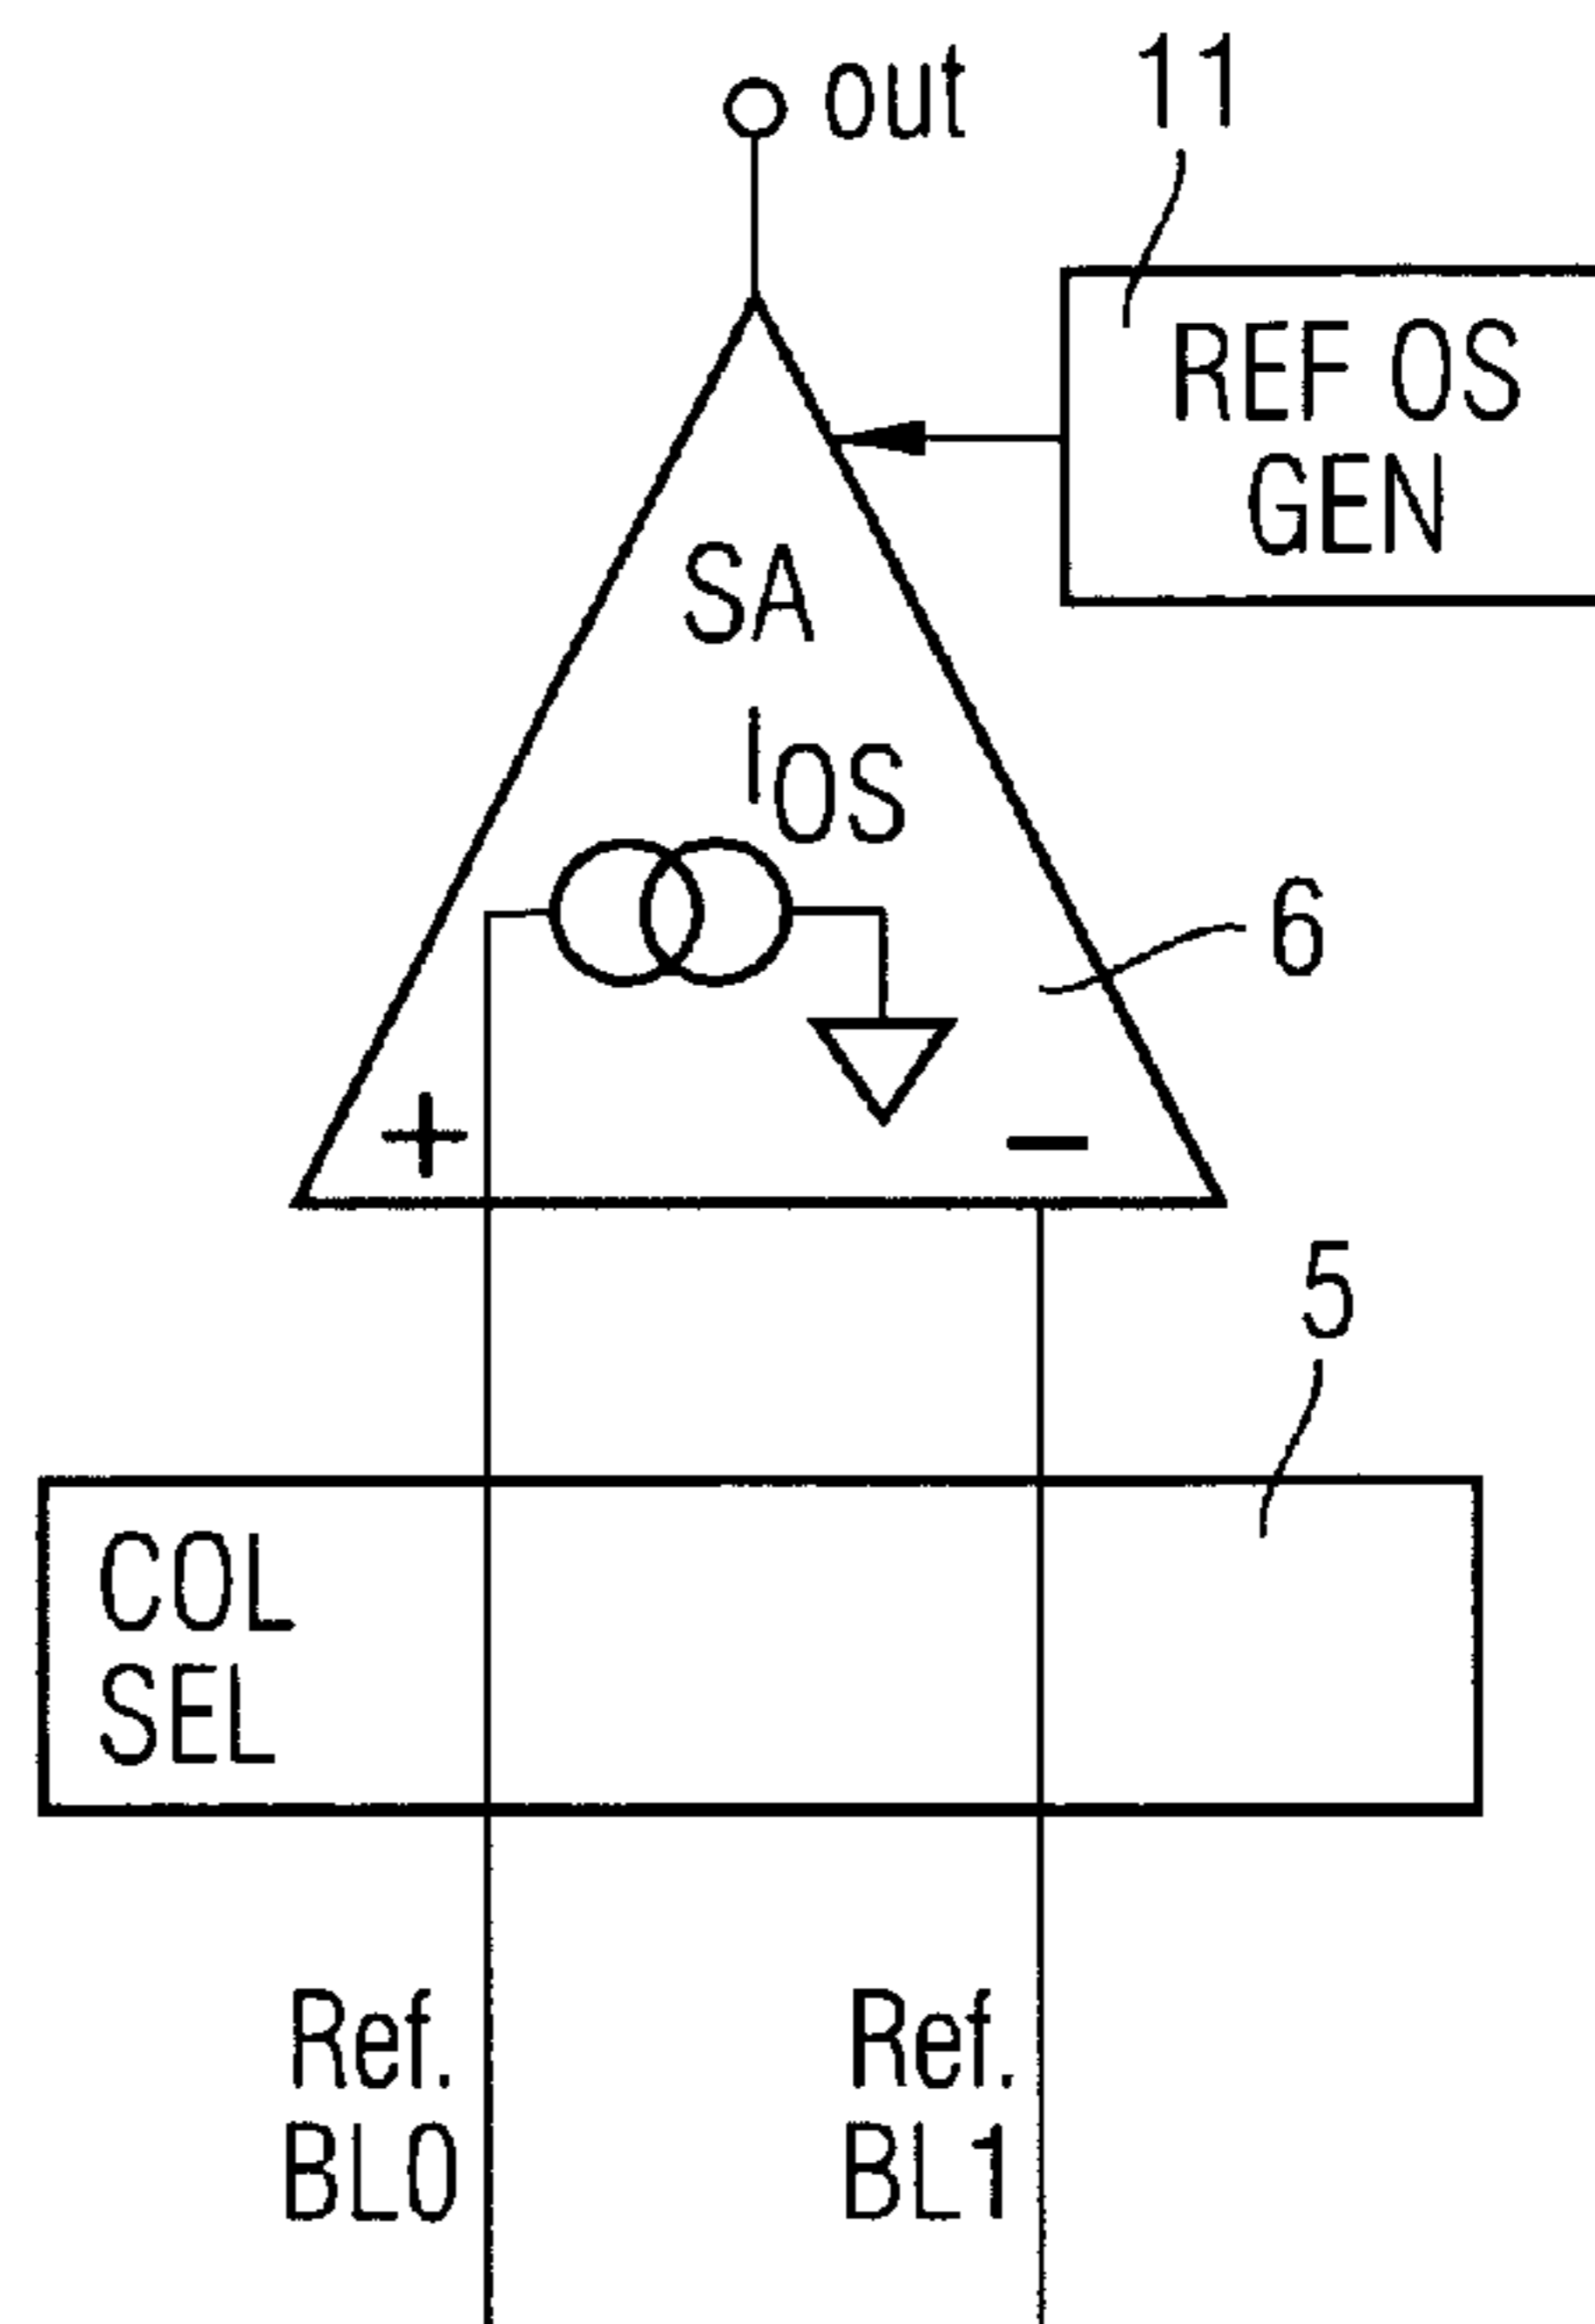 out
11
REF OS
GEN
SA
IOS
6
+
−
5
COL
SEL
Ref.
BL0
Ref.
BL1